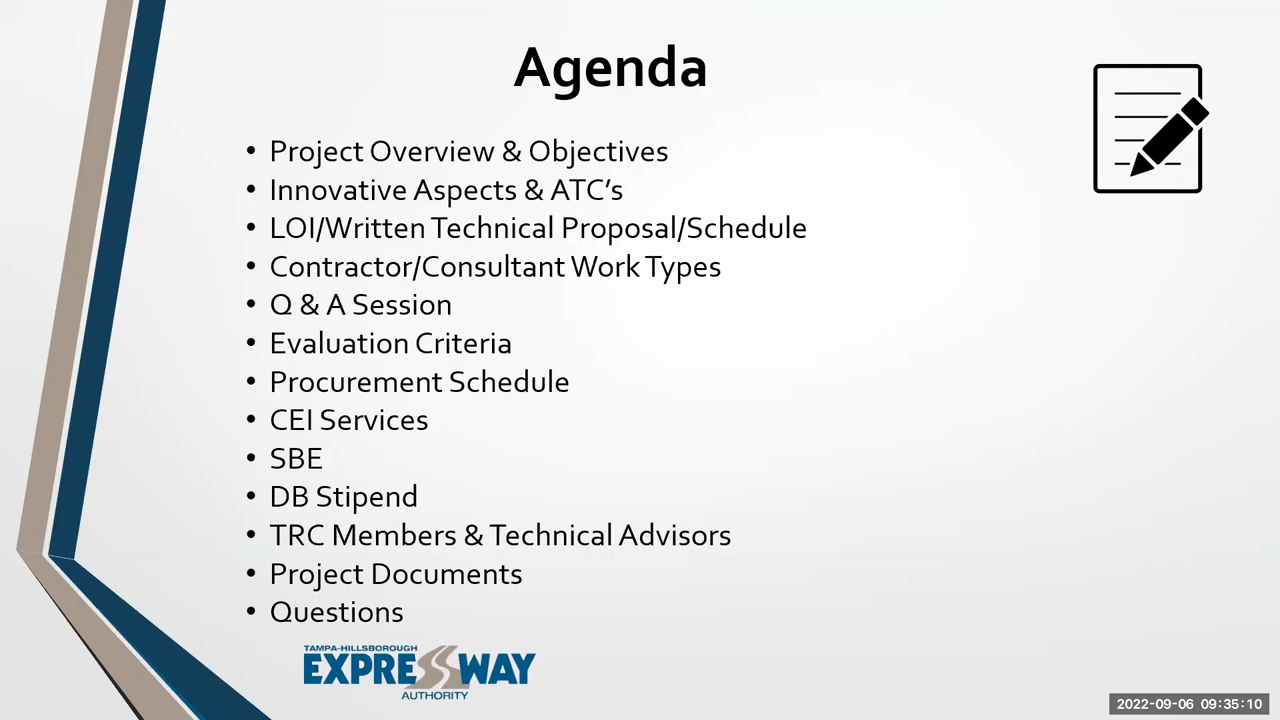 Agenda
• Project Overview & Objectives
• Innovative Aspects & ATC’s
• LOI/Written Technical Proposal/Schedule
• Contractor/Consultant Work Types
• Q & A Session
• Evaluation Criteria
• Procurement Schedule
• CEI Services
• SBE
• DB Stipend
• TRC Members & Technical Advisors
• Project Documents
• Questions
TAMPA-HILLSBOROUGH
EXPRESSWAY
AUTHORITY
2022-09-06 09:35:10